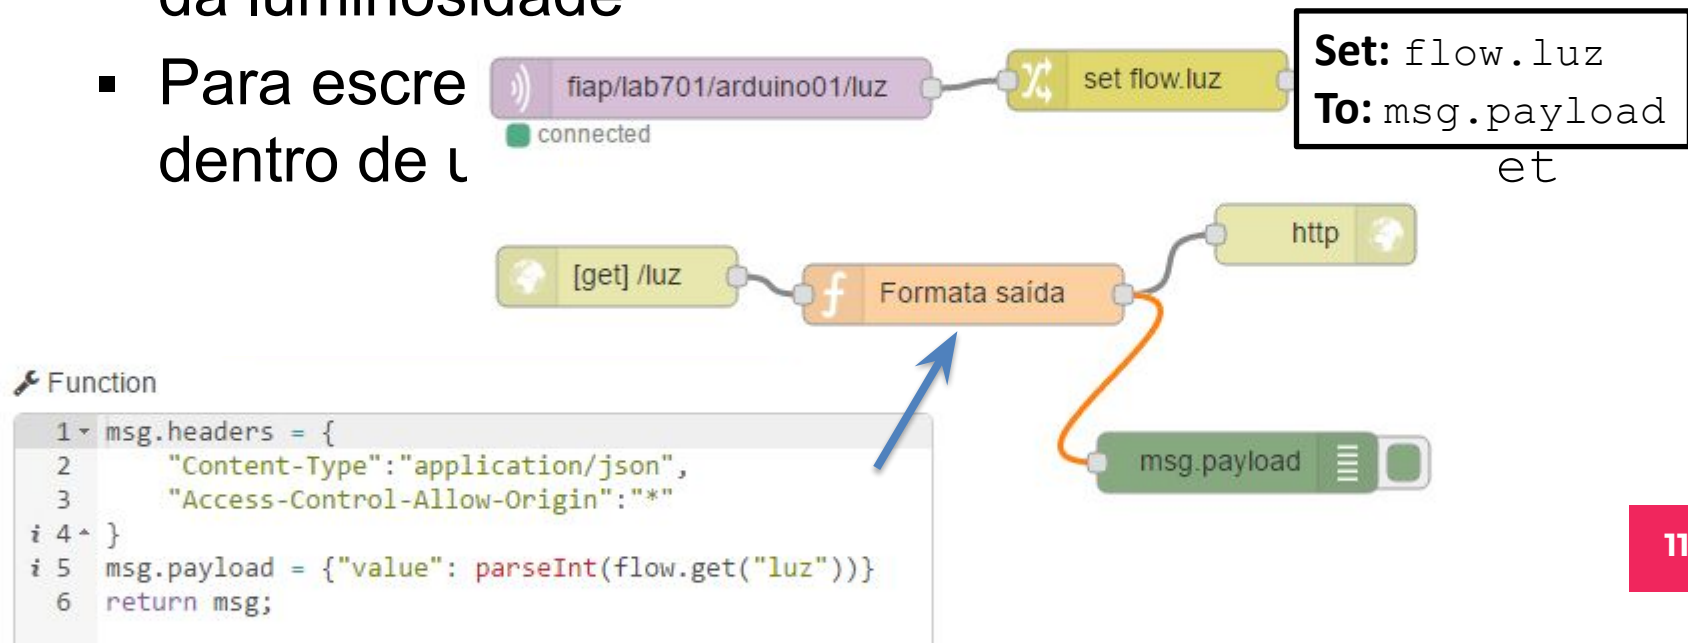 da luminosidade
▪ Para escre
dentro de
et
fiap/lab701/arduino01/luz
connected
set flow.luz
Set: flow.luz
To: msg.payload
[get] /luz
Formata saída
http
msg.payload
Function
1 msg.headers = {
2 "Content-Type":"application/json",
3 "Access-Control-Allow-Origin":"*"
i 4 }
i 5 msg.payload = {"value": parseInt(flow.get("luz"))}
6 return msg;
11